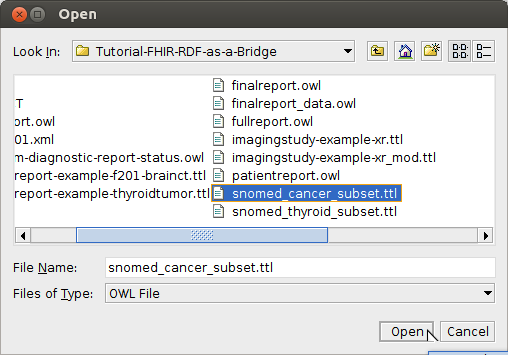 Open
Look In: Tutorial-FHIR-RDF-as-a-Bridge
T
ort.owl
01.xml
m-diagnostic-report-status.owl
report-example-f201-brainct.ttl
report-example-thyroidtumor.ttl
finalreport.owl
finalreport_data.owl
fullreport.owl
imagingstudy-example-xr.ttl
imagingstudy-example-xr_mod.ttl
patientreport.owl
snomed_cancer_subset.ttl
snomed_thyroid_subset.ttl
File Name: snomed_cancer_subset.ttl
Files of Type: OWL File
Open Cancel